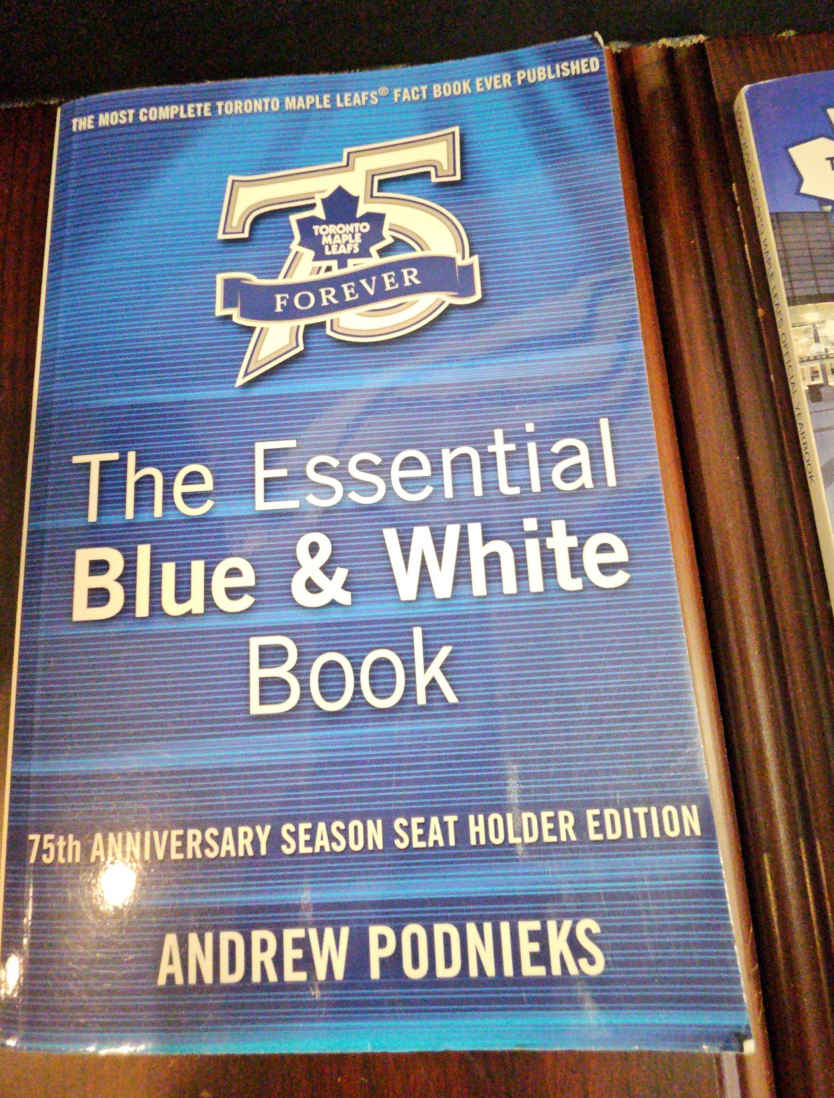 THE MOST COMPLETE TORONTO MAPLE LEAFS® FACT BOOK EVER PUBLISHED
75
TORONTO
MAPLE
LEAFS
FOREVER
The Essential
Blue & White
Book
75th ANNIVERSARY SEASON SEAT HOLDER EDITION
ANDREW PODNIEKS